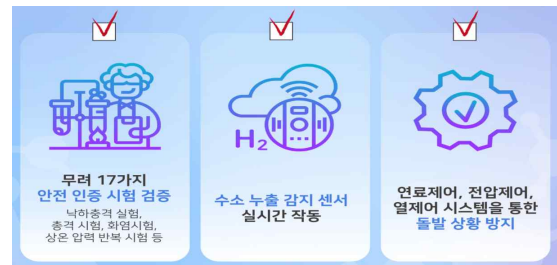 무려 17가지
안전 인증 시험 검증
낙하충격 실험,
충격 시험, 화염시험,
상온 압력 반복 시험 등
H2
수소 누출 감지 센서
실시간 작동
연료제어, 전압제어,
열제어 시스템을 통한
돌발 상황 방지